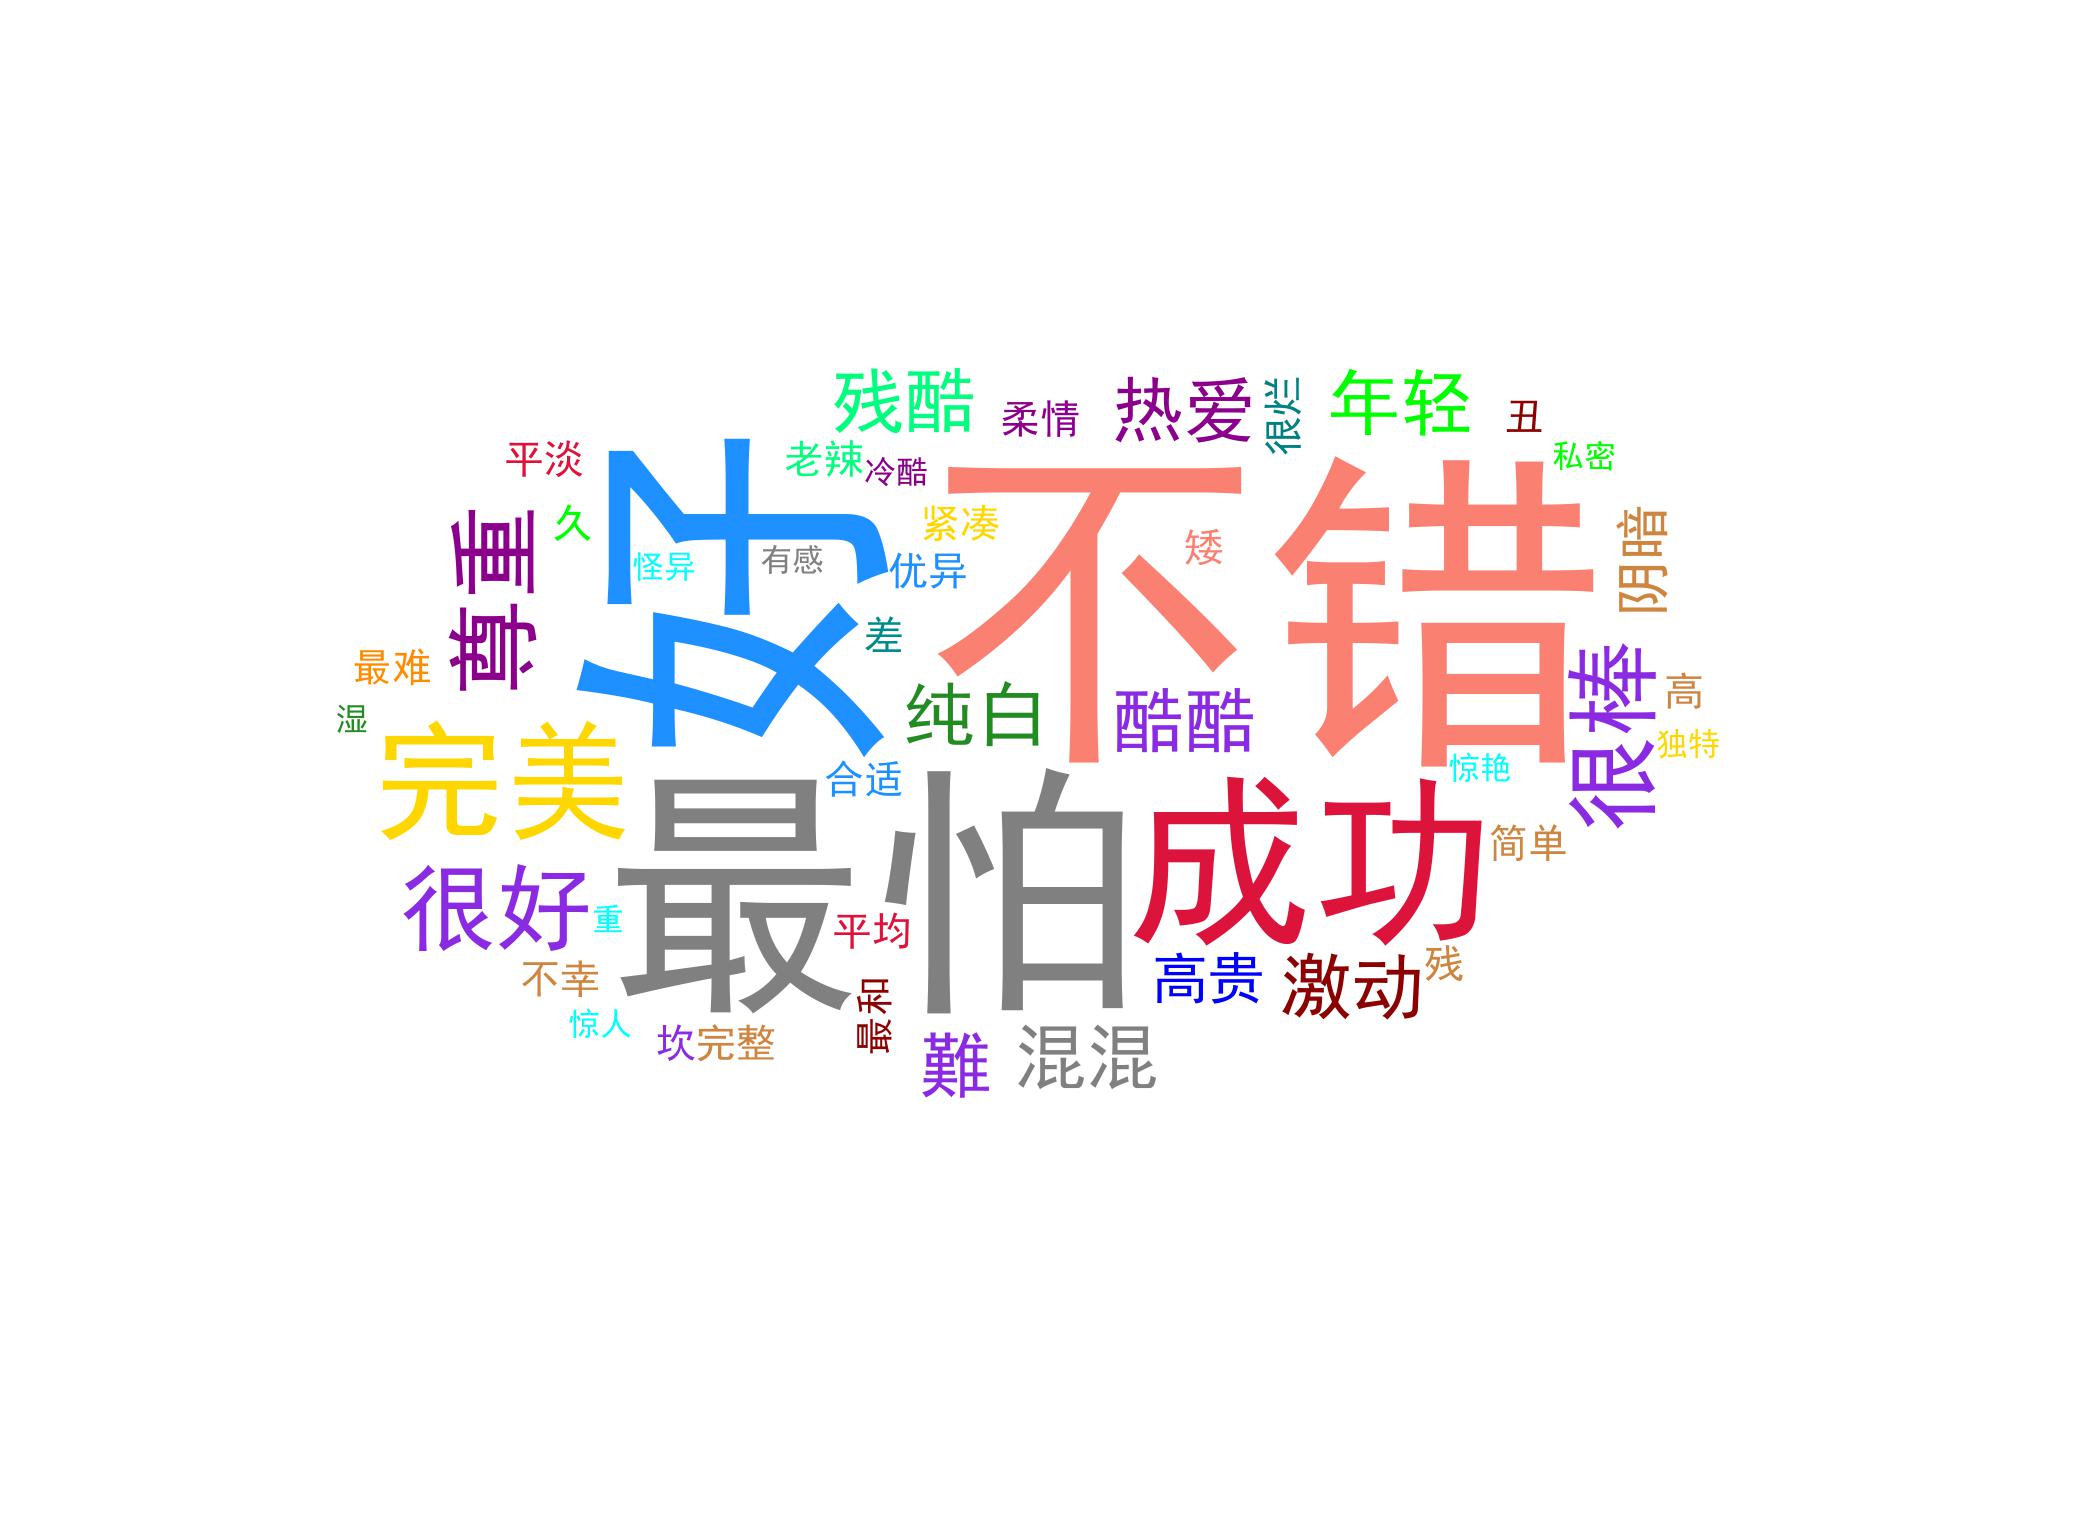 残酷
柔情
热爱
很烂
年轻
丑
平淡
好
老辣
冷酷
不错
私密
尊重
久
怪异
有感
紧凑
优异
矮
阴暗
差
最难
湿
纯白
酷酷
很棒
高
独特
完美
合适
惊艳
最怕
成功
简单
很好
重
平均
不幸
高贵
激动
残
惊人
坎
完整
最和
難
混混